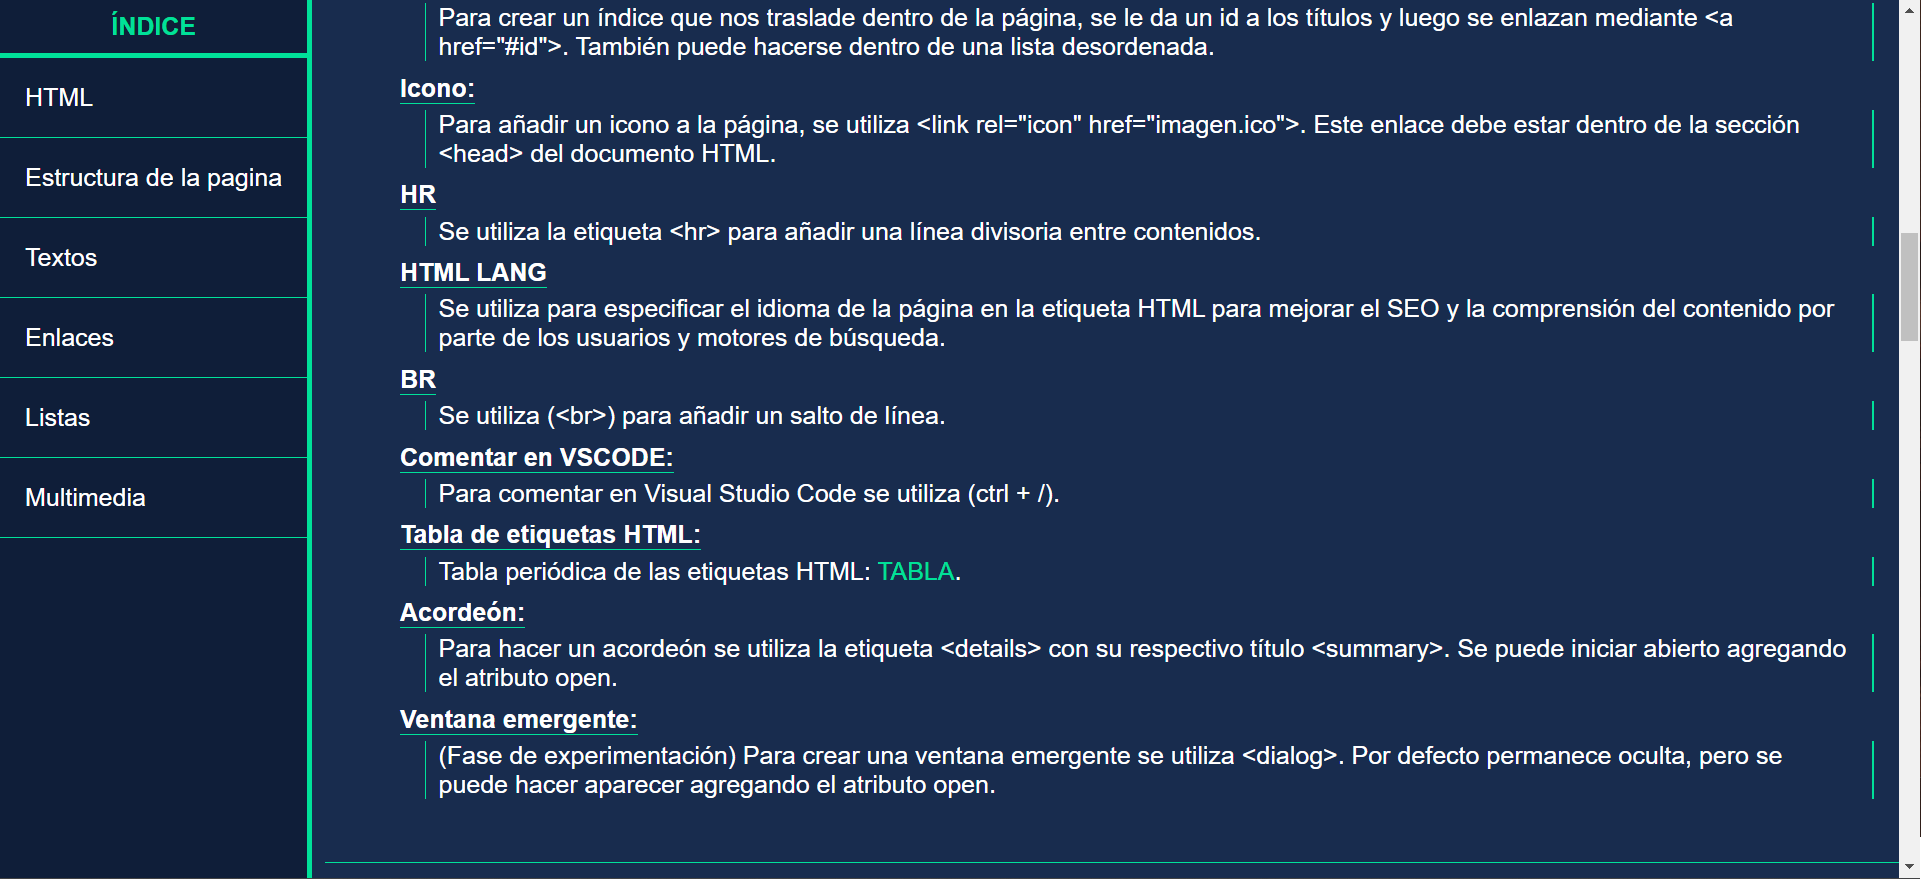 ÍNDICE
HTML
Estructura de la pagina
Textos
Enlaces
Listas
Multimedia
Para crear un índice que nos traslade dentro de la página, se le da un id a los títulos y luego se enlazan mediante <a
href="#id">. También puede hacerse dentro de una lista desordenada.
Icono:
Para añadir un icono a la página, se utiliza <link rel="icon" href="imagen.ico">. Este enlace debe estar dentro de la sección
<head> del documento HTML.
HR
Se utiliza la etiqueta <hr> para añadir una línea divisoria entre contenidos.
HTML LANG
Se utiliza para especificar el idioma de la página en la etiqueta HTML para mejorar el SEO y la comprensión del contenido por
parte de los usuarios y motores de búsqueda.
BR
Se utiliza (<br>) para añadir un salto de línea.
Comentar en VSCODE:
Para comentar en Visual Studio Code se utiliza (ctrl + /).
Tabla de etiquetas HTML:
Tabla periódica de las etiquetas HTML: TABLA.
Acordeón:
Para hacer un acordeón se utiliza la etiqueta <details> con su respectivo título <summary>. Se puede iniciar abierto agregando
el atributo open.
Ventana emergente:
(Fase de experimentación) Para crear una ventana emergente se utiliza <dialog>. Por defecto permanece oculta, pero se
puede hacer aparecer agregando el atributo open.